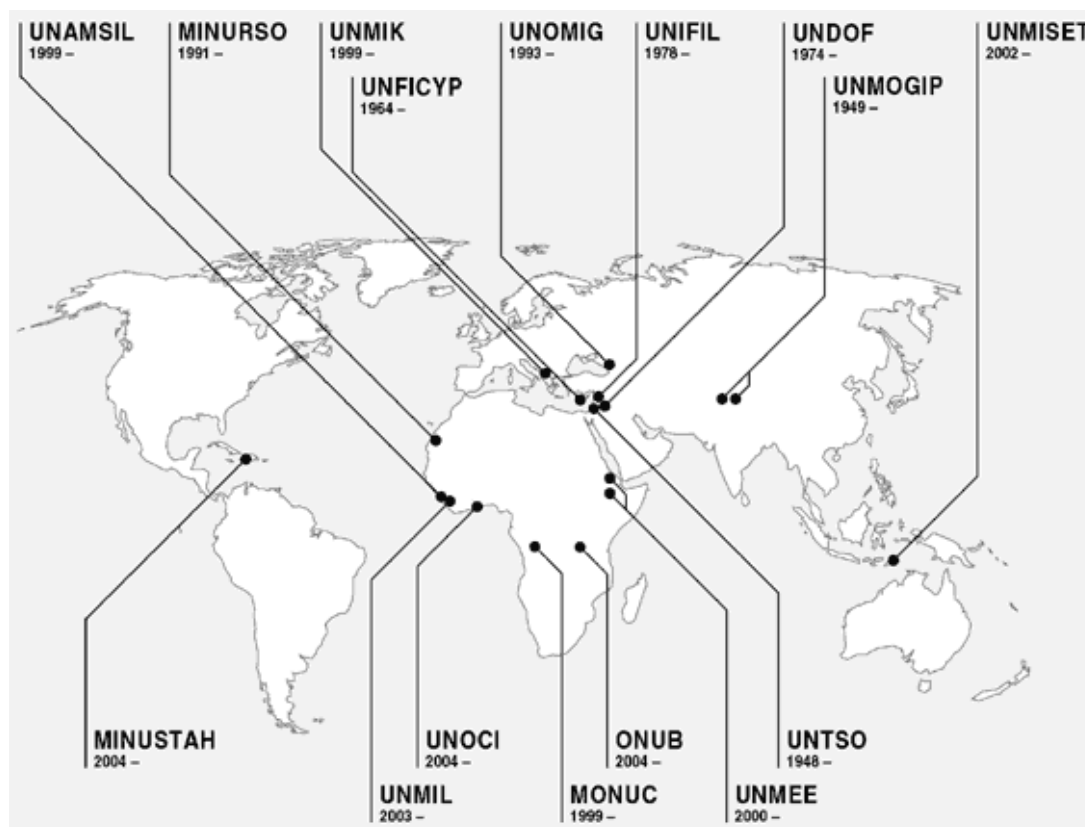 UNAMSIL
1999 –
MINURSO
1991 –
UNMIK
1999 –
UNOMIG
1993 –
UNIFIL
1978 –
UNDOF
1974 –
UNMISET
2002 –
UNFICYP
1964 –
UNMOGIP
1949 –
MINUSTAH
2004 –
UNOCI
2004 –
ONUB
2004 –
UNTSO
1948 –
UNMIL
2003 –
MONUC
1999 –
UNMEE
2000 –